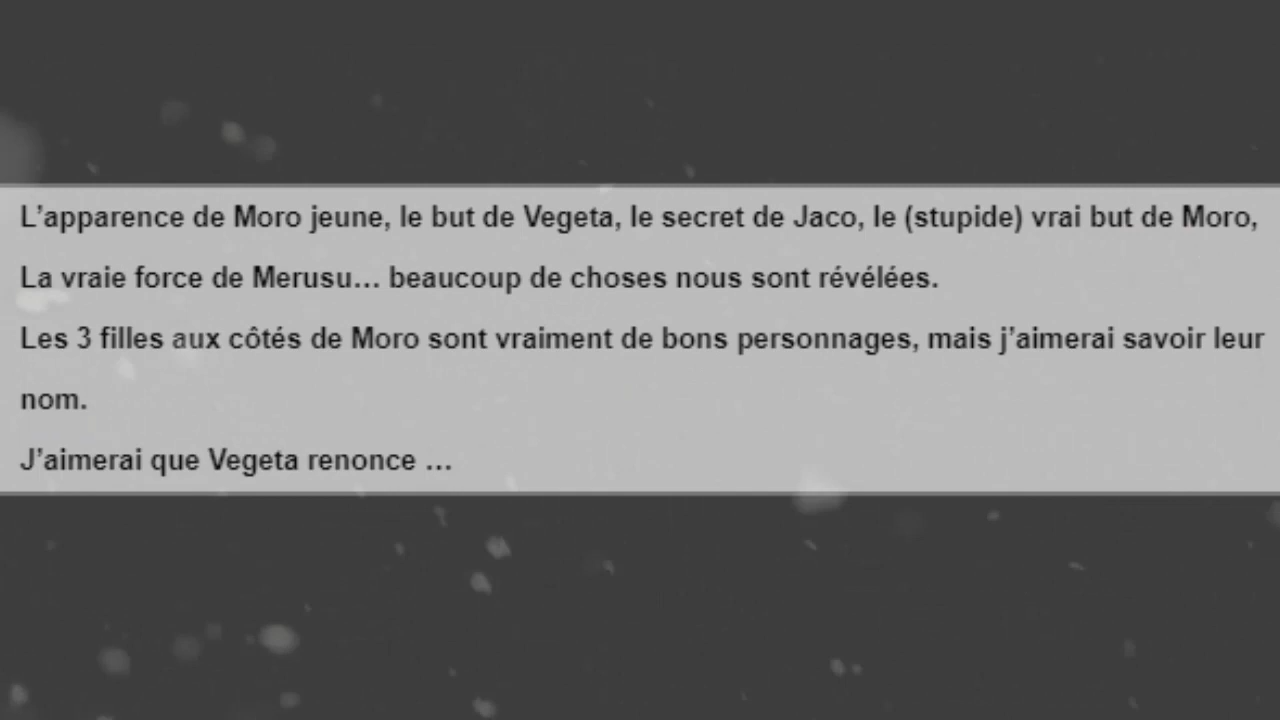 L'apparence de Moro jeune, le but de Vegeta, le secret de Jaco, le (stupide) vrai but de Moro,
La vraie force de Merusu... beaucoup de choses nous sont révélées.
Les 3 filles aux côtés de Moro sont vraiment de bons personnages, mais j'aimerai savoir leur
nom.
J'aimerai que Vegeta renonce ...